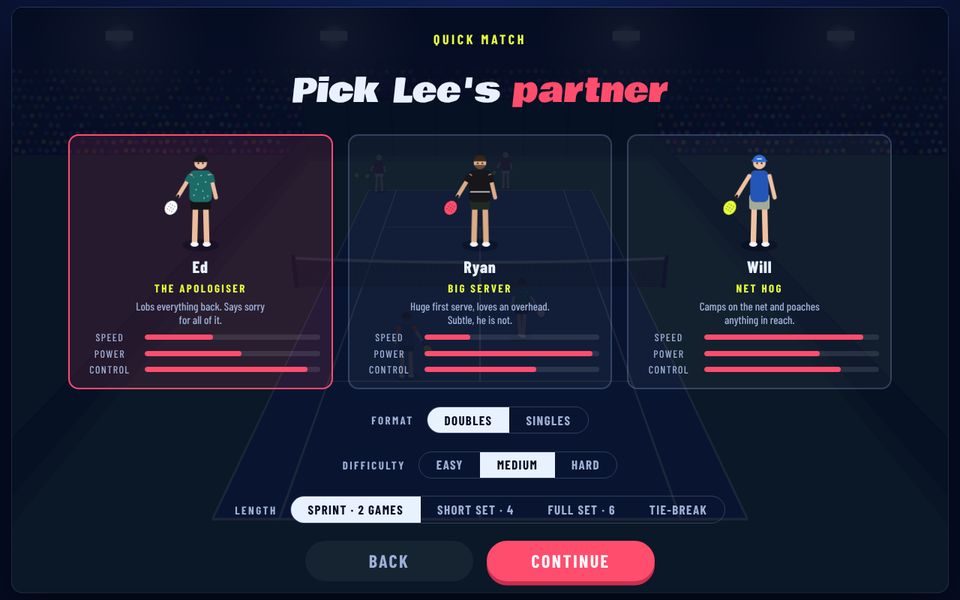 QUICK MATCH
Pick Lee's partner
Ed
THE APOLOGISER
Lobs everything back. Says sorry
for all of it.
SPEED
POWER
CONTROL
Ryan
BIG SERVER
Huge first serve, loves an overhead.
Subtle, he is not.
SPEED
POWER
CONTROL
Will
NET HOG
Camps on the net and poaches
anything in reach.
SPEED
POWER
CONTROL
FORMAT DOUBLES SINGLES
DIFFICULTY EASY MEDIUM HARD
LENGTH SPRINT · 2 GAMES SHORT SET · 4 FULL SET · 6 TIE-BREAK
BACK CONTINUE